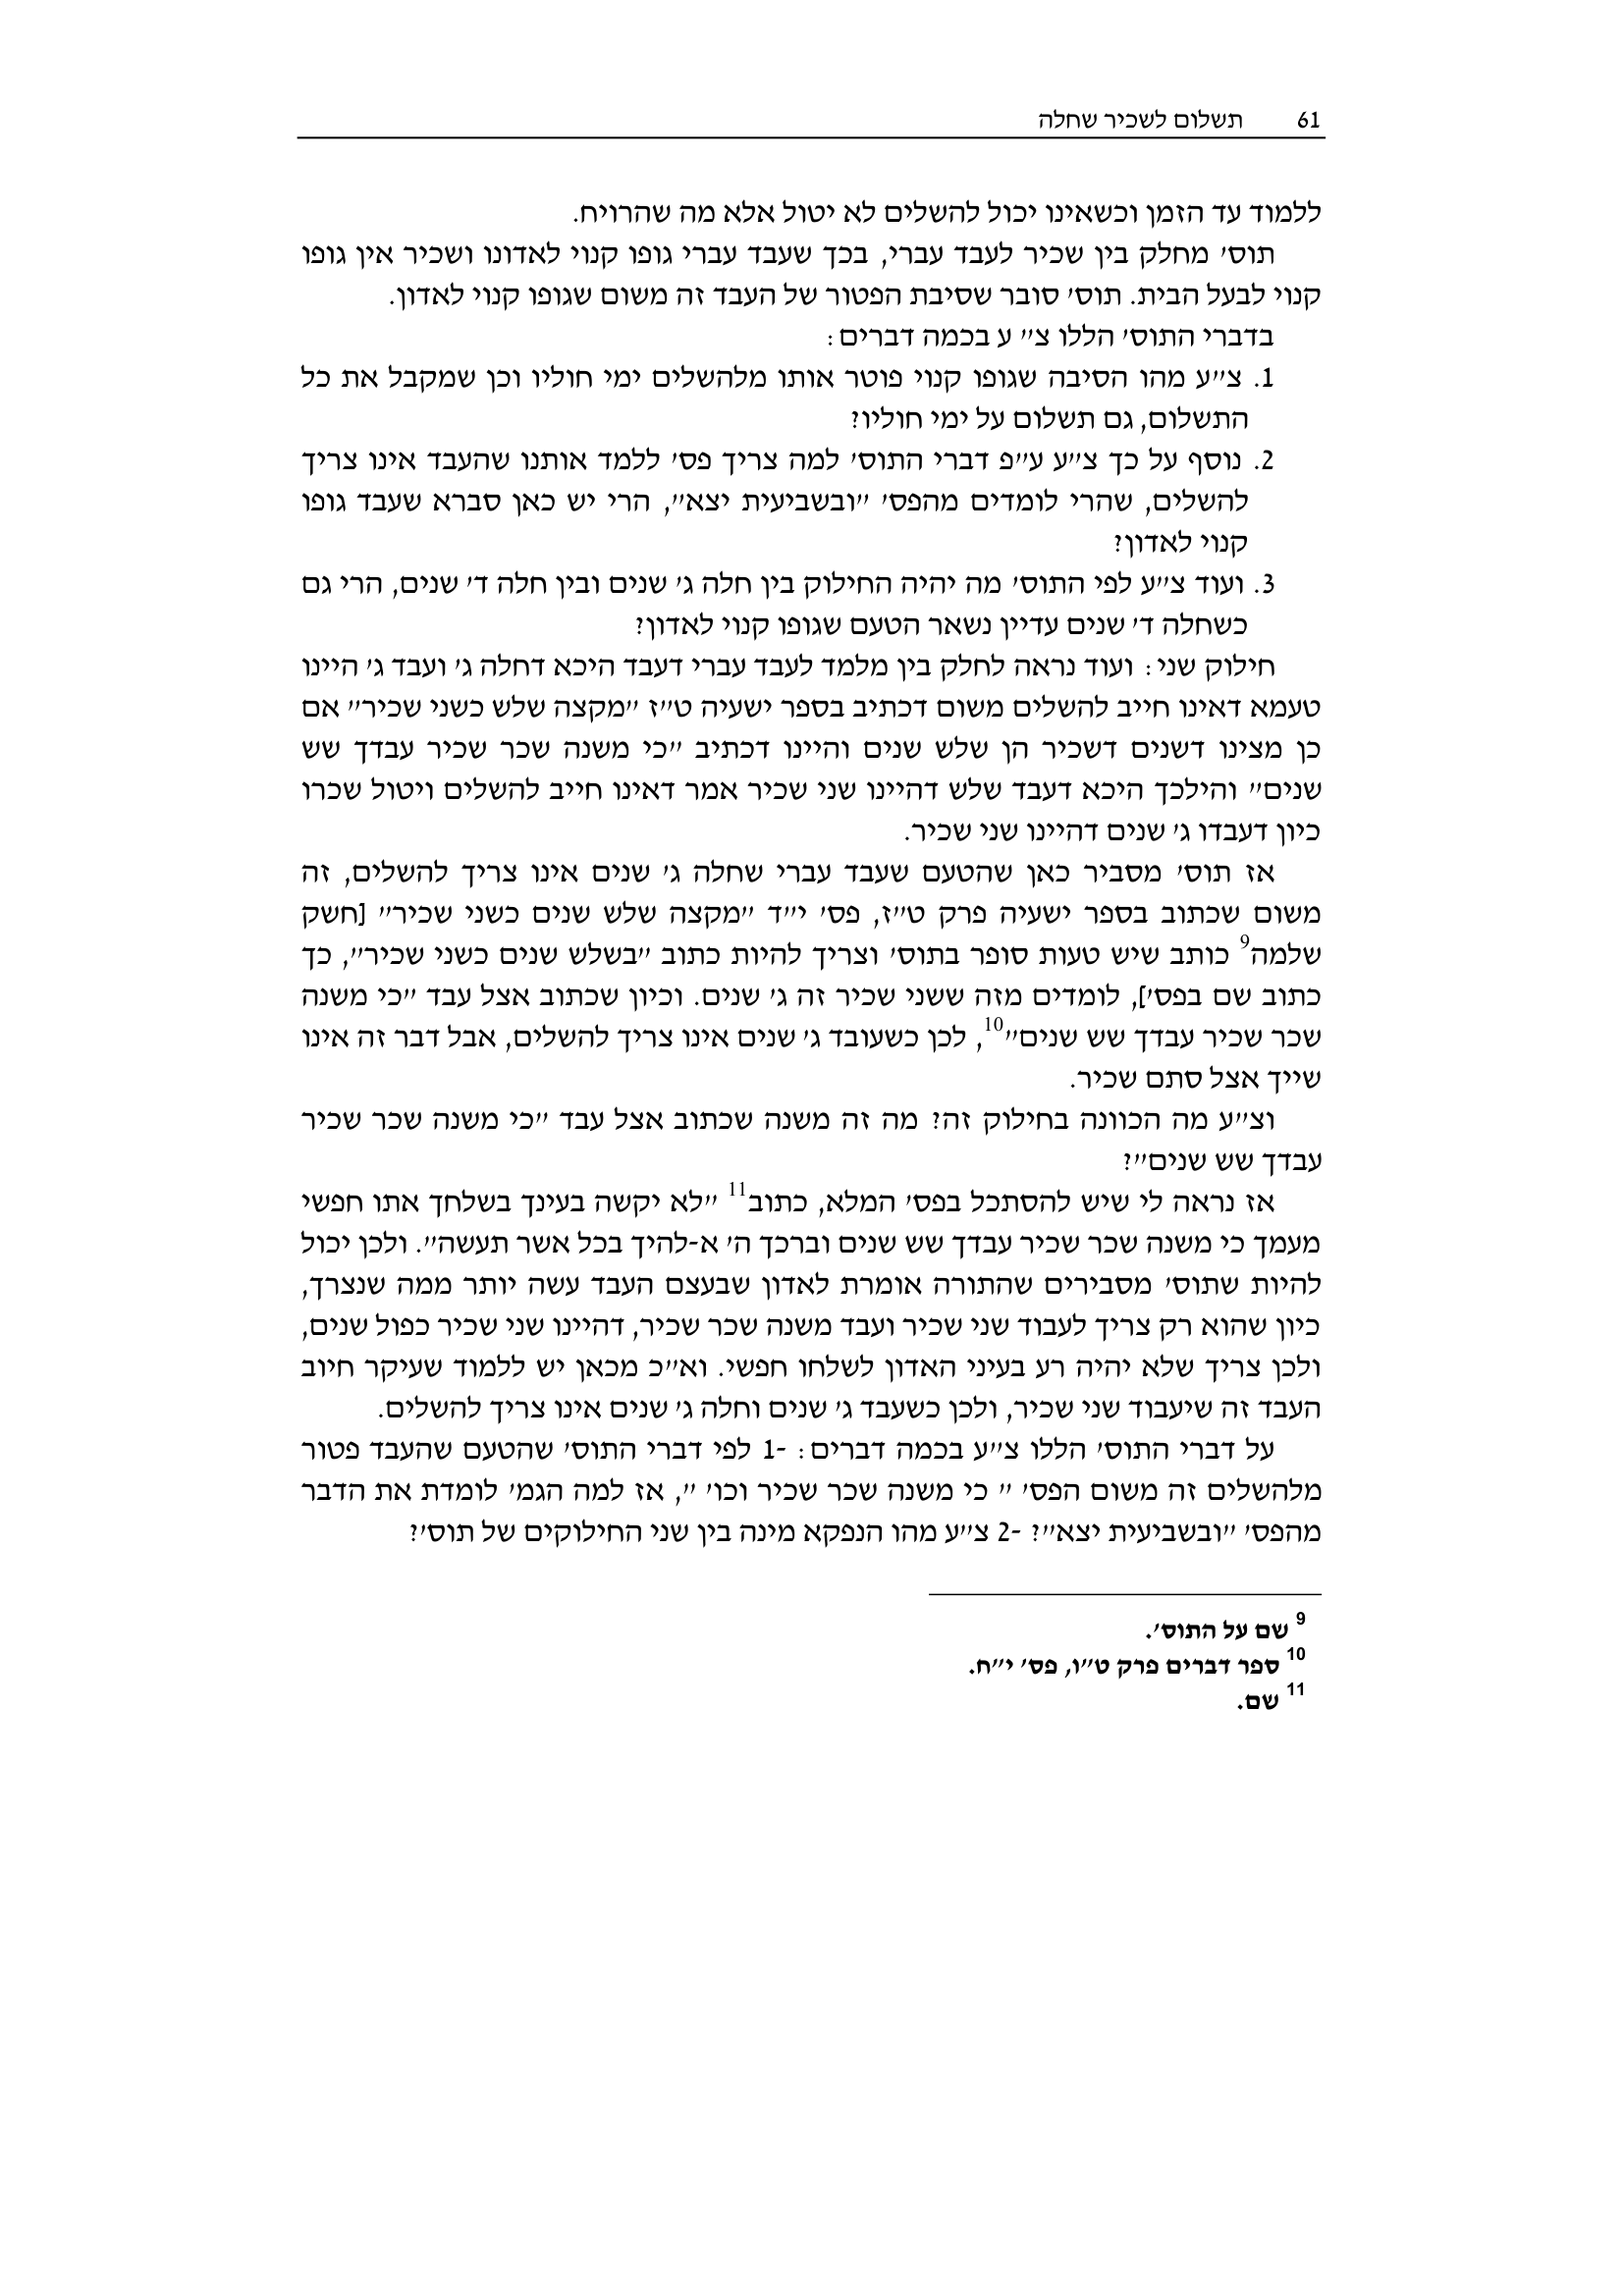 61 תשלום לשכיר שחלה
ללמוד עד הזמן וכשאינו יכול להשלים לא יטול אלא מה שהרויח.
תוס׳ מחלק בין שכיר לעבד עברי, בכך שעבד עברי גופו קנוי לאדונו ושכיר אין גופו
קנוי לבעל הבית. תוס׳ סובר שסיבת הפטור של העבד זה משום שגופו קנוי לאדון.
בדברי התוס׳ הללו צ״ ע בכמה דברים:
1. צ״ע מהו הסיבה שגופו קנוי פוטר אותו מלהשלים ימי חוליו וכן שמקבל את כל
התשלום, גם תשלום על ימי חוליו?
2. נוסף על כך צ״ע ע״פ דברי התוס׳ למה צריך פס׳ ללמד אותנו שהעבד אינו צריך
להשלים, שהרי לומדים מהפס׳ ״ובשביעית יצא״, הרי יש כאן סברא שעבד גופו
קנוי לאדון?
3. ועוד צ״ע לפי התוס׳ מה יהיה החילוק בין חלה ג׳ שנים ובין חלה ד׳ שנים, הרי גם
כשחלה ד׳ שנים עדיין נשאר הטעם שגופו קנוי לאדון?
חילוק שני: ועוד נראה לחלק בין מלמד לעבד עברי דעבד היכא דחלה ג׳ ועבד ג׳ היינו
טעמא דאינו חייב להשלים משום דכתיב בספר ישעיה ט״ז ״מקצה שלש כשני שכיר״ אם
כן מצינו דשנים דשכיר הן שלש שנים והיינו דכתיב ״כי משנה שכר שכיר עבדך שש
שנים״ והילכך היכא דעבד שלש דהיינו שני שכיר אמר דאינו חייב להשלים ויטול שכרו
כיון דעבדו ג׳ שנים דהיינו שני שכיר.
אז תוס׳ מסביר כאן שהטעם שעבד עברי שחלה ג׳ שנים אינו צריך להשלים, זה
משום שכתוב בספר ישעיה פרק ט״ז, פס׳ י״ד ״מקצה שלש שנים כשני שכיר״ [חשק
שלמה9 כותב שיש טעות סופר בתוס׳ וצריך להיות כתוב ״בשלש שנים כשני שכיר״, כך
כתוב שם בפס׳], לומדים מזה ששני שכיר זה ג׳ שנים. וכיון שכתוב אצל עבד ״כי משנה
שכר שכיר עבדך שש שנים״10, לכן כשעובד ג׳ שנים אינו צריך להשלים, אבל דבר זה אינו
שייך אצל סתם שכיר.
וצ״ע מה הכוונה בחילוק זה? מה זה משנה שכתוב אצל עבד ״כי משנה שכר שכיר
עבדך שש שנים״?
אז נראה לי שיש להסתכל בפס׳ המלא, כתוב11 ״לא יקשה בעינך בשלחך אתו חפשי
מעמך כי משנה שכר שכיר עבדך שש שנים וברכך ה׳ א-להיך בכל אשר תעשה״. ולכן יכול
להיות שתוס׳ מסבירים שהתורה אומרת לאדון שבעצם העבד עשה יותר ממה שנצרך,
כיון שהוא רק צריך לעבוד שני שכיר ועבד משנה שכר שכיר, דהיינו שני שכיר כפול שנים,
ולכן צריך שלא יהיה רע בעיני האדון לשלחו חפשי. וא״כ מכאן יש ללמוד שעיקר חיוב
העבד זה שיעבוד שני שכיר, ולכן כשעבד ג׳ שנים וחלה ג׳ שנים אינו צריך להשלים.
על דברי התוס׳ הללו צ״ע בכמה דברים: -1 לפי דברי התוס׳ שהטעם שהעבד פטור
מלהשלים זה משום הפס׳ ״ כי משנה שכר שכיר וכו׳ ״, אז למה הגמ׳ לומדת את הדבר
מהפס׳ ״ובשביעית יצא״? -2 צ״ע מהו הנפקא מינה בין שני החילוקים של תוס׳?
9 שם על התוס׳.
10 ספר דברים פרק ט״ו, פס׳ י״ח.
11 שם.